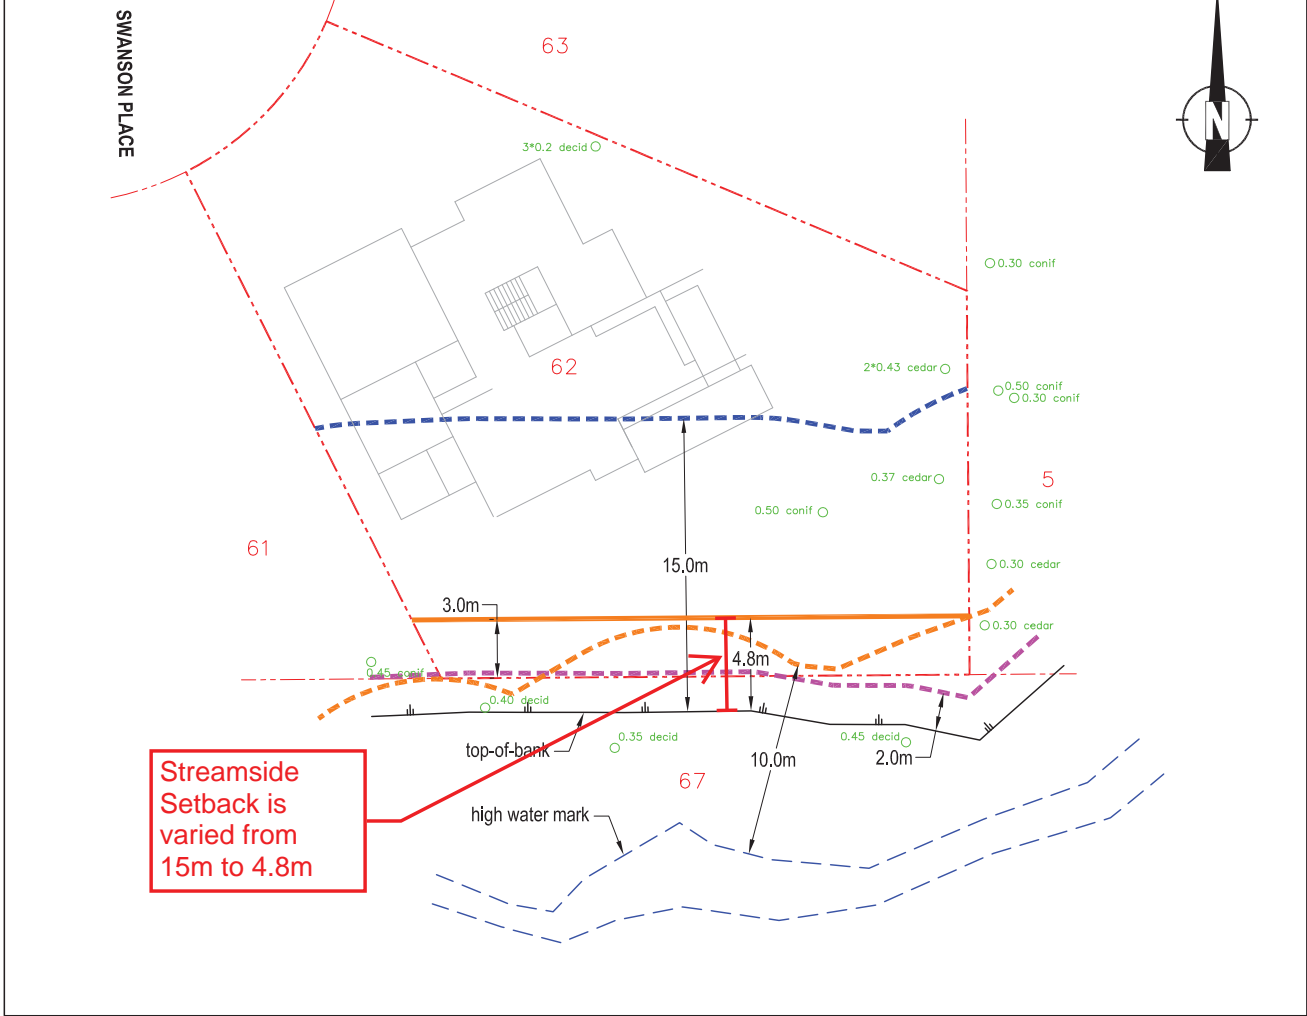 SWANSON PLACE
63
N
3*0.2 decid
0.30 conif
62
2*0.43 cedar
0.50 conif
0.30 conif
0.37 cedar
5
0.35 conif
0.50 conif
61
15.0m
0.30 cedar
3.0m
0.30 cedar
4.8m
0.45 conif
0.40 decid
0.35 decid
0.45 decid
top-of-bank
10.0m
2.0m
67
Streamside
Setback is
varied from
15m to 4.8m
high water mark